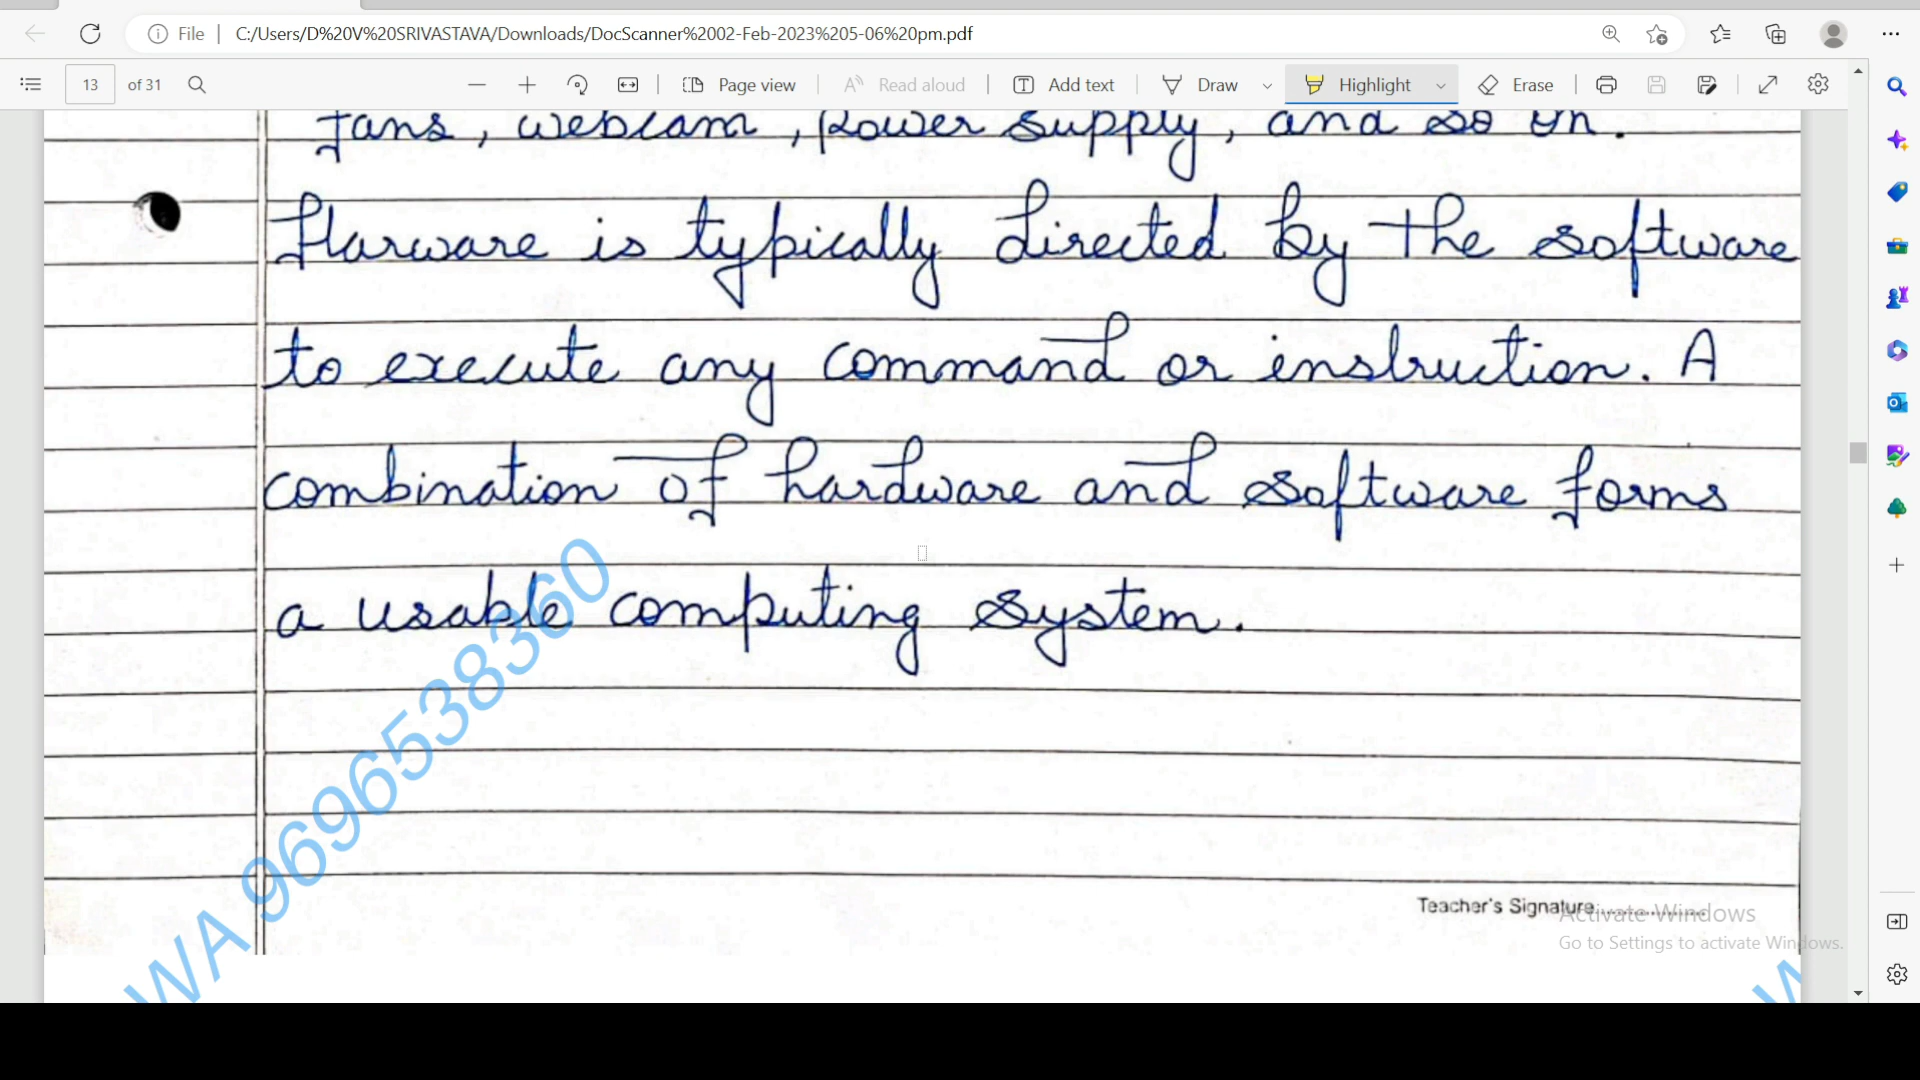 File
C:/Users/D%20V%20SRIVASTAVA/Downloads/DocScanner%2002-Feb-2023%205-06%20pm.pdf
13 of 31
Page view
Read aloud
Add text
Draw
Highlight
Erase
fans, webcam, power supply, and so on.
Harware is typically directed by the software
to execute any command or instruction. A
combination of hardware and software forms
a usable computing system.
WA 9696538360
Teacher's Signature
Activate Windows
Go to Settings to activate Windows.
W